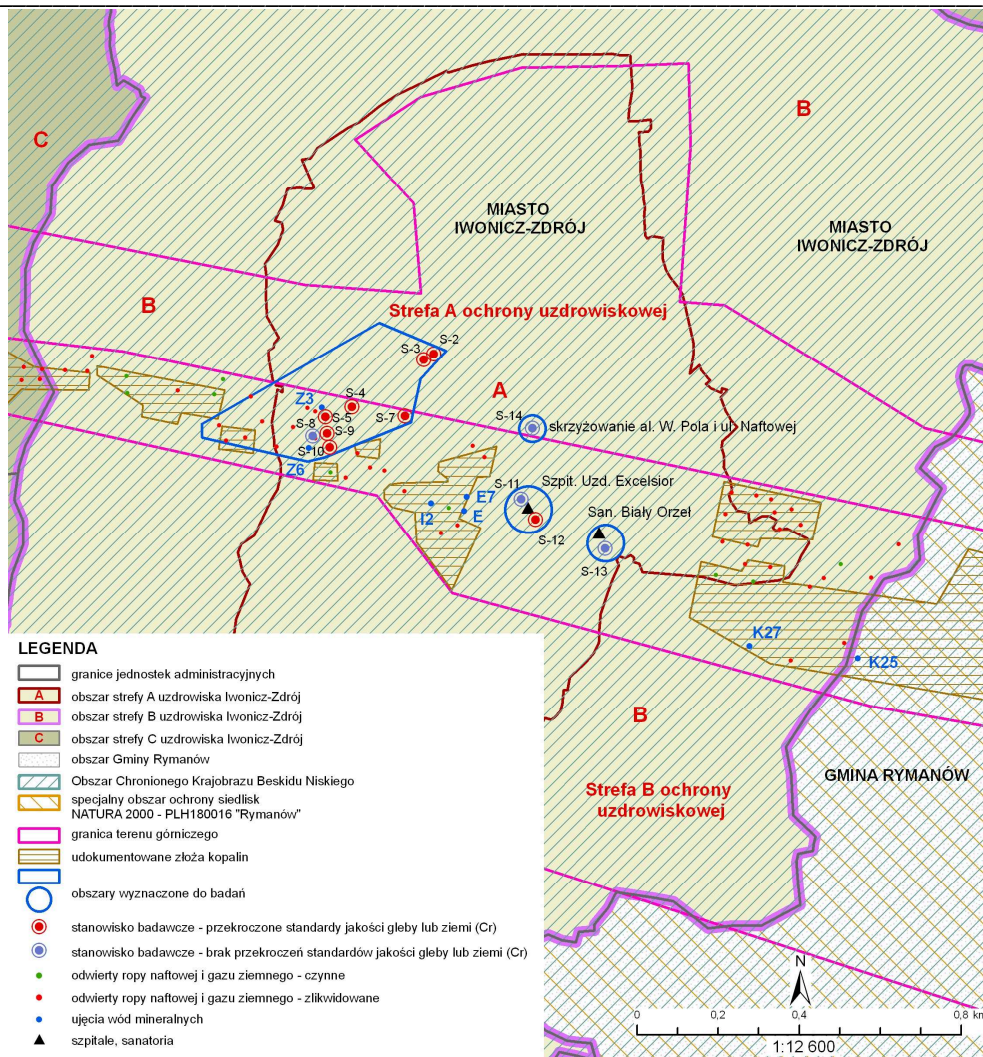 B
C
MIASTO
IWONICZ-ZDRÓJ
MIASTO
IWONICZ-ZDRÓJ
B
Strefa A ochrony uzdrowiskowej
S-2
S-3
A
Z3
S-4
S-5
S-7
S-8
S-9
S-10
Z6
S-14
skrzyżowanie al. W. Pola i ul. Naftowej
S-11
Szpit. Uzd. Excelsior
E7
I2
E
San. Biały Orzeł
S-12
S-13
K27
K25
B
Strefa B ochrony
uzdrowiskowej
GMINA RYMANÓW
LEGENDA
granice jednostek administracyjnych
A obszar strefy A uzdrowiska Iwonicz-Zdrój
B obszar strefy B uzdrowiska Iwonicz-Zdrój
C obszar strefy C uzdrowiska Iwonicz-Zdrój
obszar Gminy Rymanów
Obszar Chronionego Krajobrazu Beskidu Niskiego
specjalny obszar ochrony siedlisk
NATURA 2000 - PLH180016 "Rymanów"
granica terenu górniczego
udokumentowane złoża kopalin
obszary wyznaczone do badań
stanowisko badawcze - przekroczone standardy jakości gleby lub ziemi (Cr)
stanowisko badawcze - brak przekroczeń standardów jakości gleby lub ziemi (Cr)
odwierty ropy naftowej i gazu ziemnego - czynne
odwierty ropy naftowej i gazu ziemnego - zlikwidowane
ujęcia wód mineralnych
szpitale, sanatoria
N
0 0,4 0,8 km
1:12 600